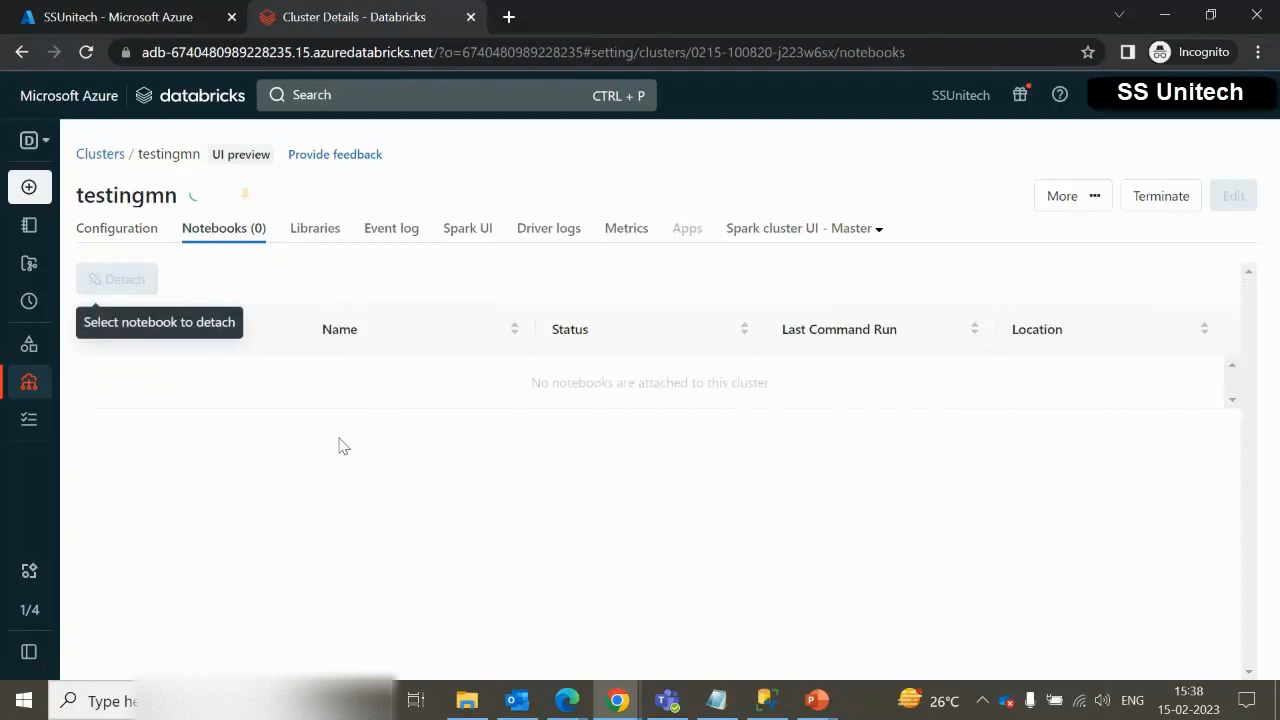 SSUnitech - Microsoft Azure
Cluster Details - Databricks
adb-6740480989228235.15.azuredatabricks.net/?o=6740480989228235#setting/clusters/0215-100820-j223w6sx/notebooks
Incognito
Microsoft Azure databricks
Search CTRL + P
SSUnitech
SS Unitech
D
Clusters / testingmn UI preview Provide feedback
testingmn
More Terminate Edit
Configuration Notebooks (0) Libraries Event log Spark UI Driver logs Metrics Apps Spark cluster UI - Master
Detach
Select notebook to detach
Name Status Last Command Run Location
No notebooks are attached to this cluster
1/4
Type he
26°C
ENG
15:38
15-02-2023